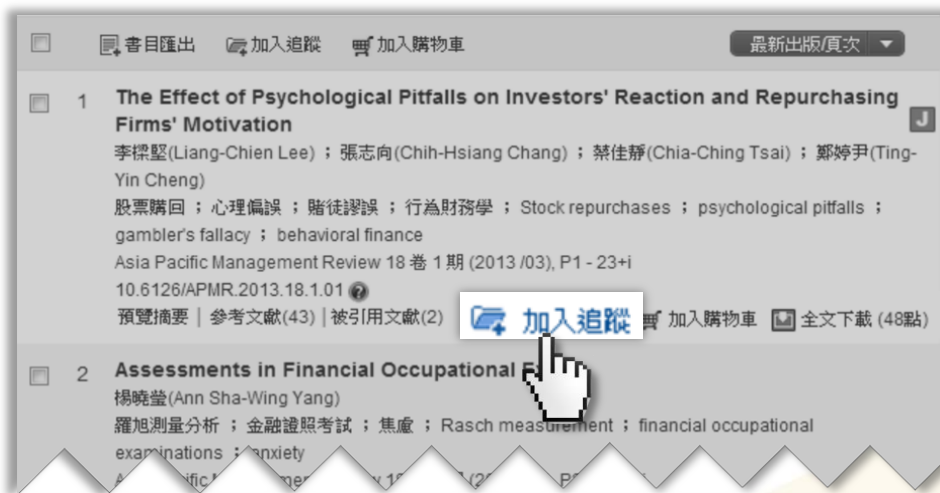 書目匯出 加入追蹤 加入購物車 最新出版/頁次
1 The Effect of Psychological Pitfalls on Investors' Reaction and Repurchasing
Firms' Motivation J
李樑堅(Liang-Chien Lee) ; 張志向(Chih-Hsiang Chang) ; 蔡佳靜(Chia-Ching Tsai) ; 鄭婷尹(Ting-
Yin Cheng)
股票購回 ; 心理偏誤 ; 賭徒謬誤 ; 行為財務學 ; Stock repurchases ; psychological pitfalls ;
gambler's fallacy ; behavioral finance
Asia Pacific Management Review 18 卷 1 期 (2013 /03), P1 - 23+i
10.6126/APMR.2013.18.1.01 ?
預覽摘要 | 參考文獻(43) | 被引用文獻(2) 加入追蹤 加入購物車 全文下載 (48點)
2 Assessments in Financial Occupational
楊曉瑩(Ann Sha-Wing Yang)
羅旭測量分析 ; 金融證照考試 ; 焦慮 ; Rasch measurement ; financial occupational
examinations ; anxiety